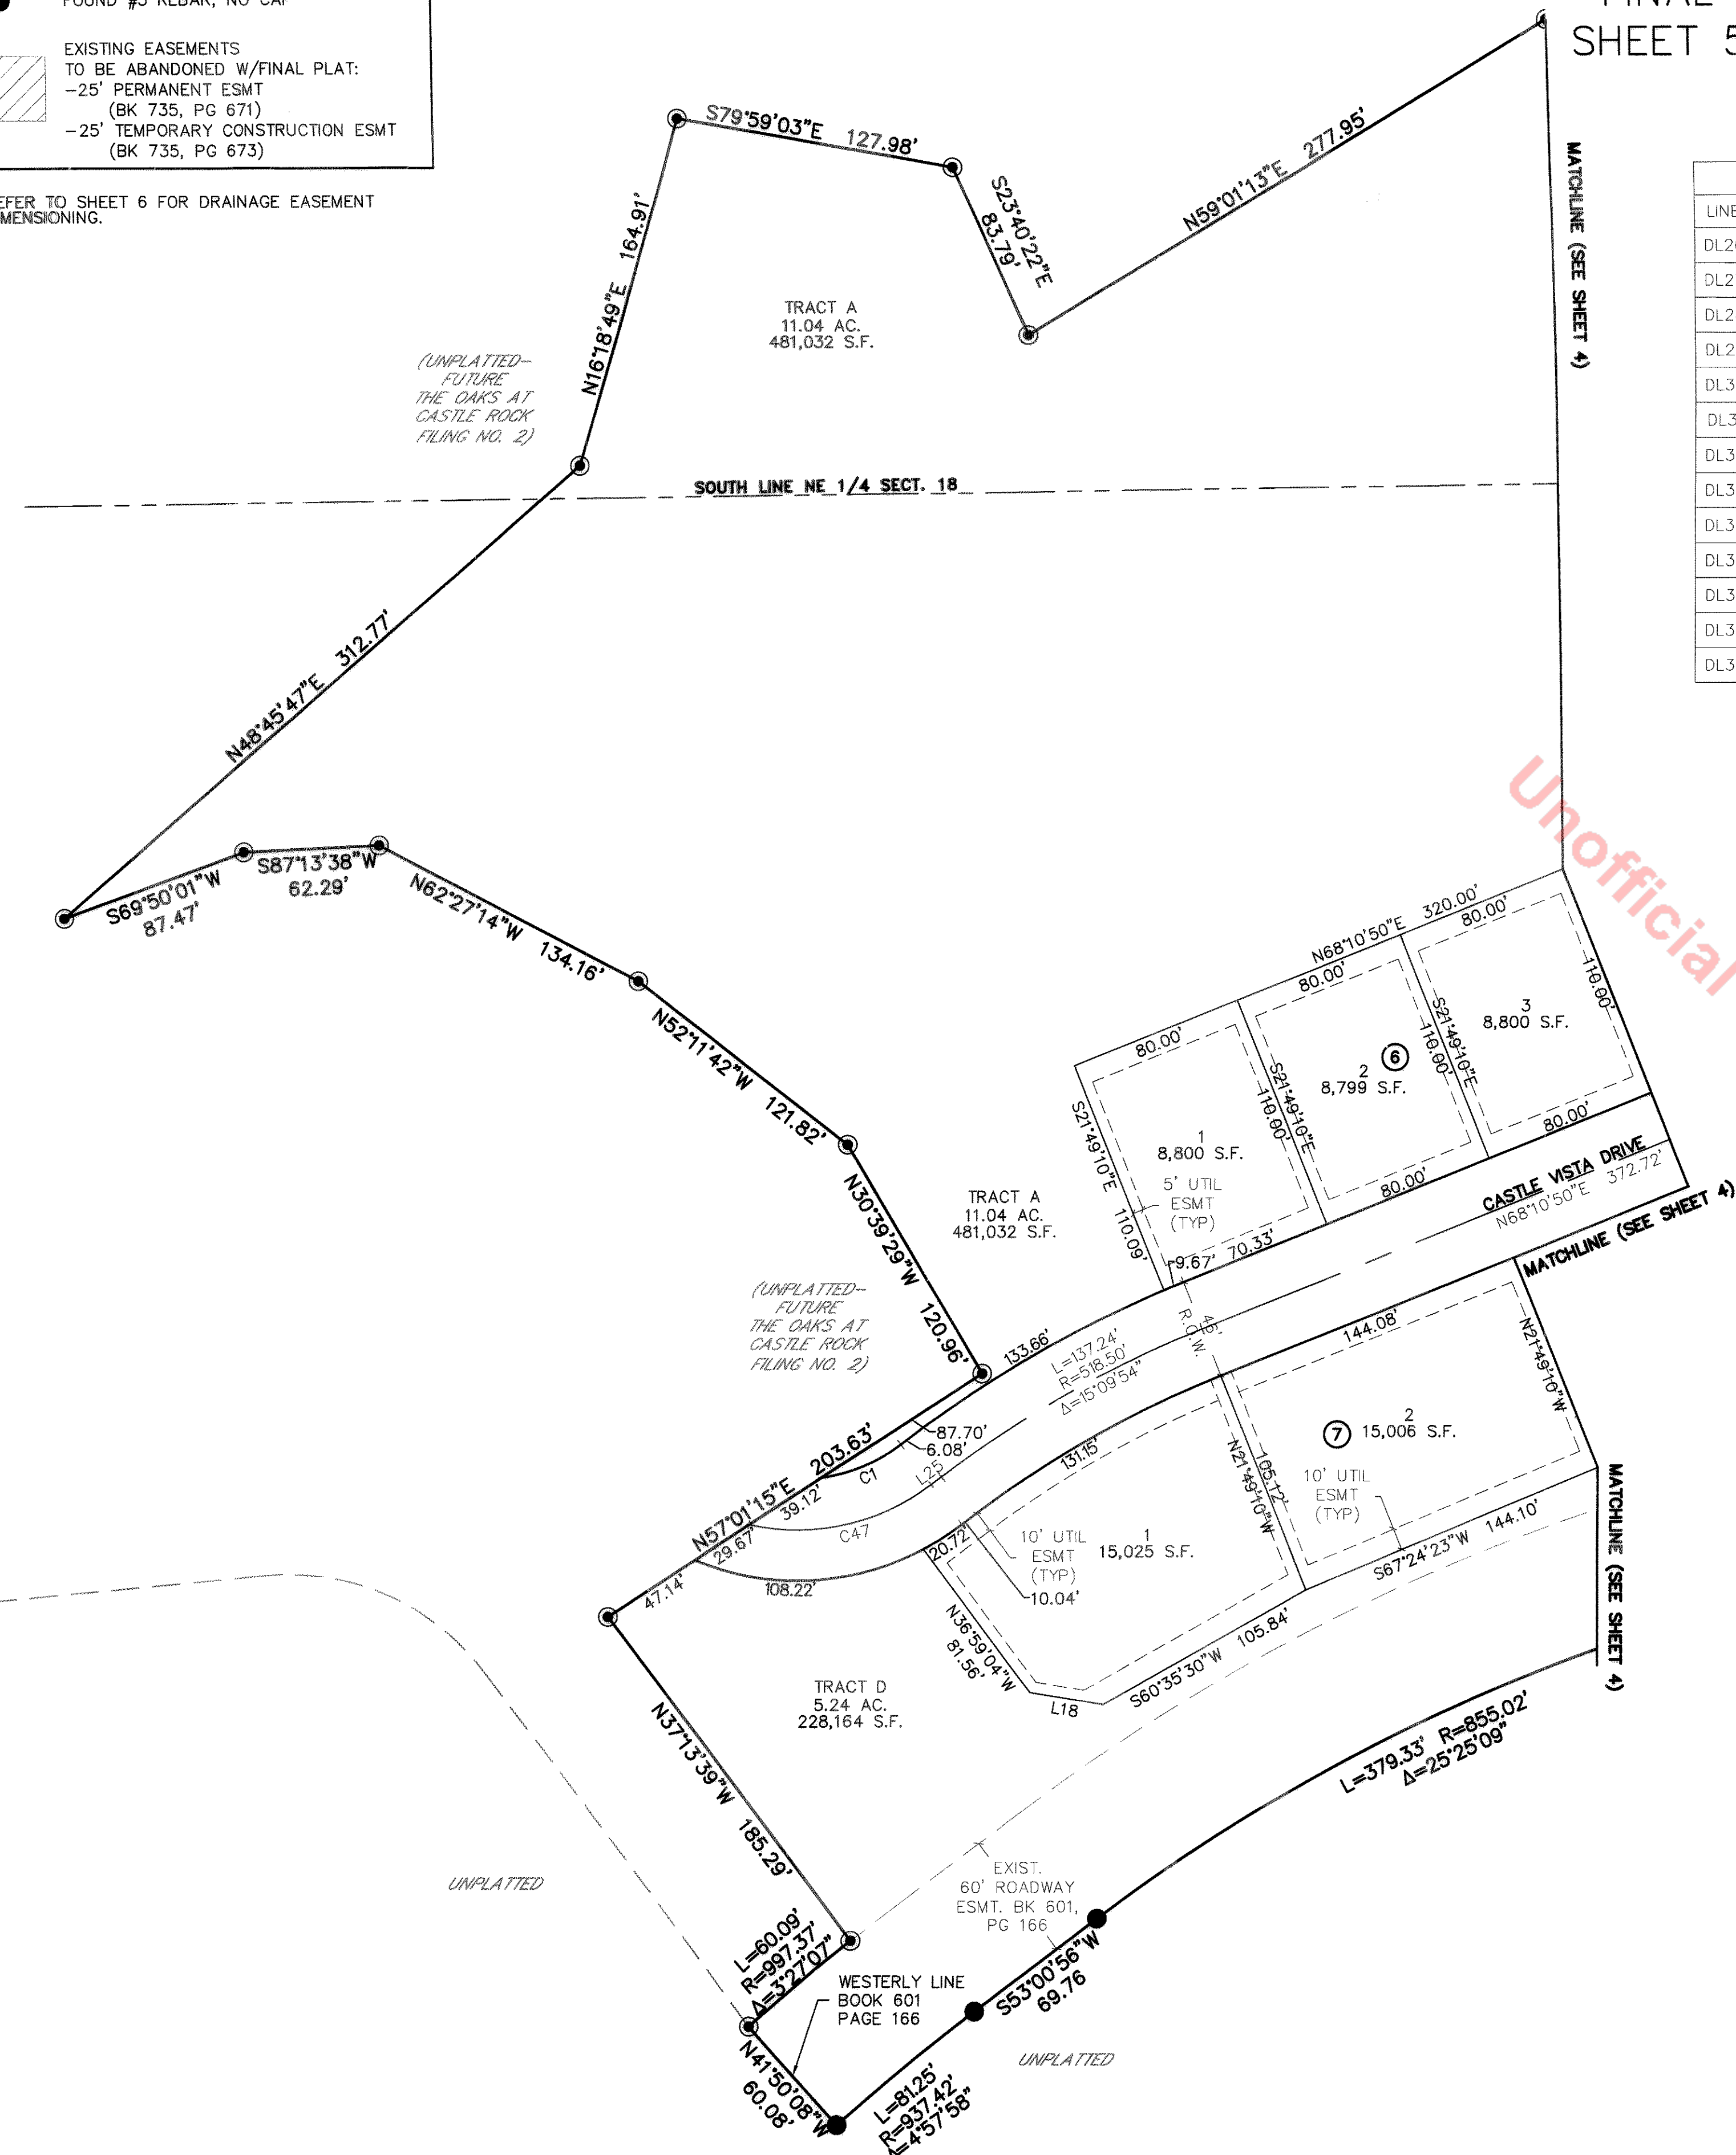 FINAL
SHEET 5
EXISTING EASEMENTS
TO BE ABANDONED W/FINAL PLAT:
-25' PERMANENT ESMT
(BK 735, PG 671)
-25' TEMPORARY CONSTRUCTION ESMT
(BK 735, PG 673)
EFER TO SHEET 6 FOR DRAINAGE EASEMENT
MENSIONING.
S79°59'03"E 127.98'
S23°40'22"E
83.79'
N59°01'13"E 277.95'
MATCHLINE (SEE SHEET 4)
N16°18'49"E 164.91'
TRACT A
11.04 AC.
481,032 S.F.
(UNPLATTED-
FUTURE
THE OAKS AT
CASTLE ROCK
FILING NO. 2)
SOUTH LINE NE 1/4 SECT. 18
LINE
DL2
DL2
DL2
DL3
DL3
DL3
DL3
DL3
DL3
DL3
DL3
DL3
N48°45'47"E 312.77'
S69°50'01"W
87.47'
S87°13'38"W
62.29'
N62°27'14"W 134.16'
N52°11'42"W 121.82'
N30°39'29"W 120.96'
Unofficial
N68°10'50"E 320.00'
80.00'
80.00'
80.00'
110.00'
3
8,800 S.F.
S21°49'10"E
110.00'
2
8,799 S.F.
6
S21°49'10"E
110.00'
1
8,800 S.F.
S21°49'10"E 110.09'
5' UTIL
ESMT
(TYP)
80.00'
80.00'
9.67' 70.33'
CASTLE VISTA DRIVE
N68°10'50"E 372.72'
MATCHLINE (SEE SHEET 4)
TRACT A
11.04 AC.
481,032 S.F.
(UNPLATTED-
FUTURE
THE OAKS AT
CASTLE ROCK
FILING NO. 2)
133.66'
L=137.24'
R=518.50'
Δ=15°09'54"
45'
R.O.W.
144.08'
N21°49'10"W
2
15,006 S.F.
7
10' UTIL
ESMT
(TYP)
105.12'
N21°49'10"W
S67°24'23"W 144.10'
MATCHLINE (SEE SHEET 4)
87.70'
6.08'
N57°01'15"E 203.63'
C1
L25
39.12'
C47
29.67'
47.14'
108.22'
131.15'
20.72'
10' UTIL
ESMT
(TYP)
10.04'
1
15,025 S.F.
N36°59'04"W
81.56'
L18
S60°35'30"W 105.84'
TRACT D
5.24 AC.
228,164 S.F.
N37°13'39"W 185.29'
L=379.33' R=855.02'
Δ=25°25'09"
UNPLATTED
EXIST.
60' ROADWAY
ESMT. BK 601,
PG 166
S53°00'56"W
69.76
L=60.09'
R=997.37'
Δ=3°27'07"
WESTERLY LINE
BOOK 601
PAGE 166
N41°50'08"W
60.08'
L=81.25'
R=937.42'
Δ=4°57'58"
UNPLATTED